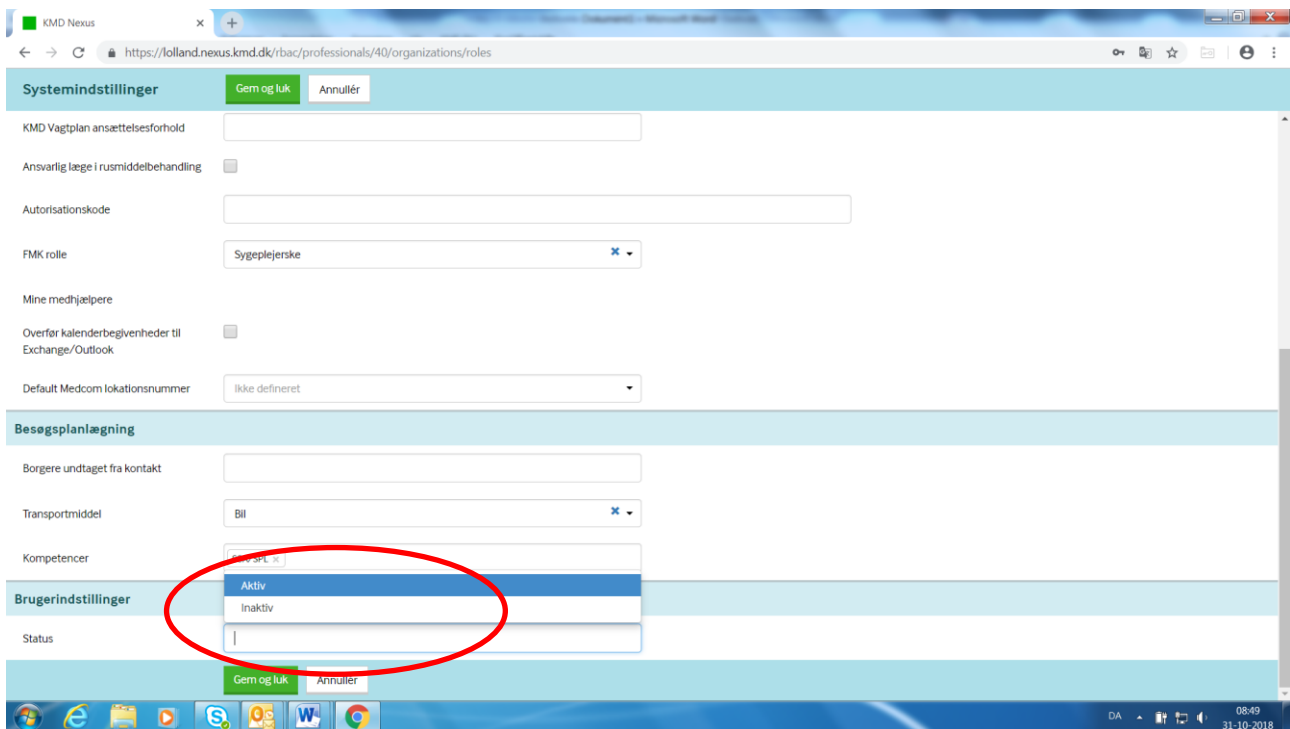 KMD Nexus
https://lolland.nexus.kmd.dk/rbac/professionals/40/organizations/roles
Systemindstillinger
Gem og luk
Annullér
KMD Vagtplan ansættelsesforhold
Ansvarlig læge i rusmiddelbehandling
Autorisationskode
FMK rolle
Sygeplejerske
Mine medhjælpere
Overfør kalenderbegivenheder til
Exchange/Outlook
Default Medcom lokationsnummer
Ikke defineret
Besøgsplanlægning
Borgere undtaget fra kontakt
Transportmiddel
Bil
Kompetencer
SPL
Aktiv
Inaktiv
Brugerindstillinger
Status
Gem og luk
Annullér
DA
08:49
31-10-2018